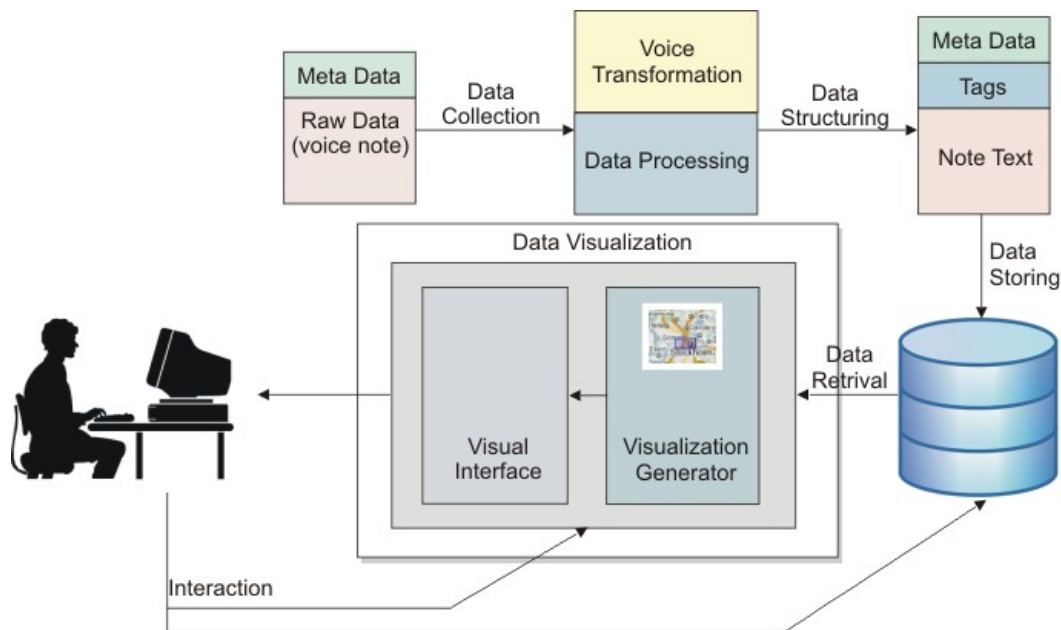 Meta Data
Raw Data
(voice note)
Data
Collection
Voice
Transformation
Data Processing
Data
Structuring
Meta Data
Tags
Note Text
Data
Storing
Data Visualization
Visual
Interface
Visualization
Generator
Data
Retrival
Interaction